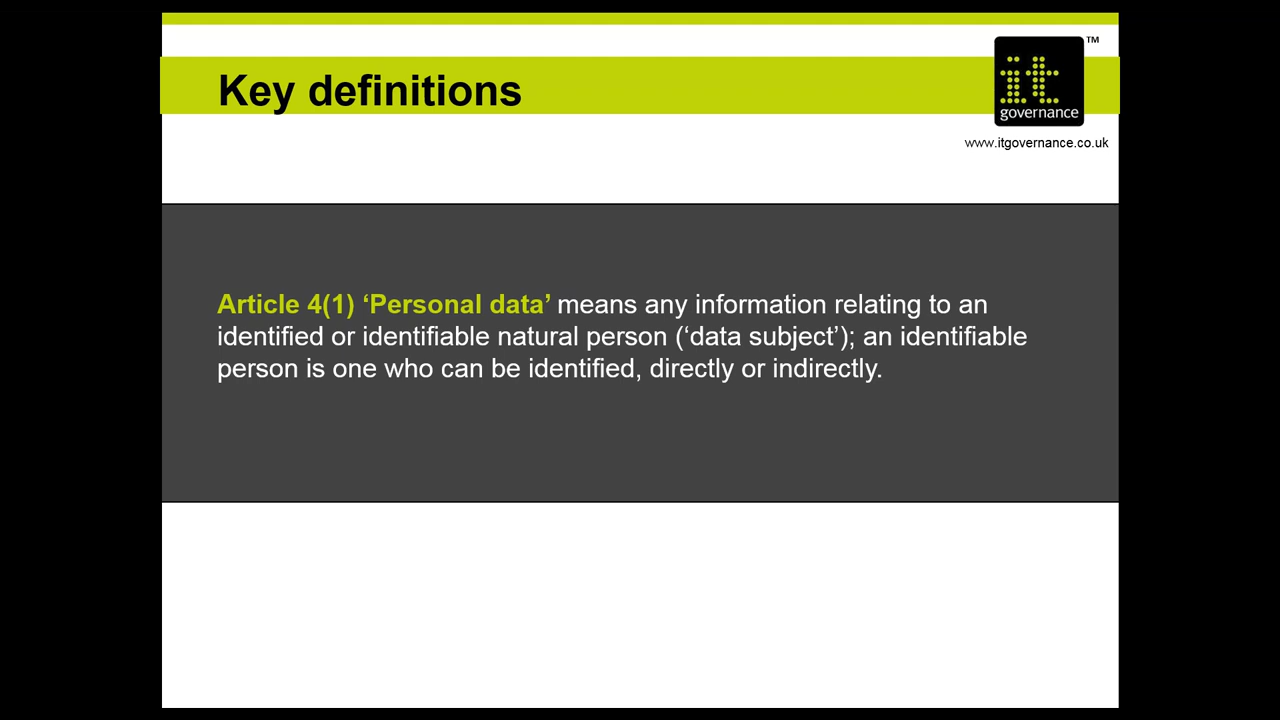 Key definitions
™
it
governance
www.itgovernance.co.uk
Article 4(1) ‘Personal data’ means any information relating to an
identified or identifiable natural person (‘data subject’); an identifiable
person is one who can be identified, directly or indirectly.